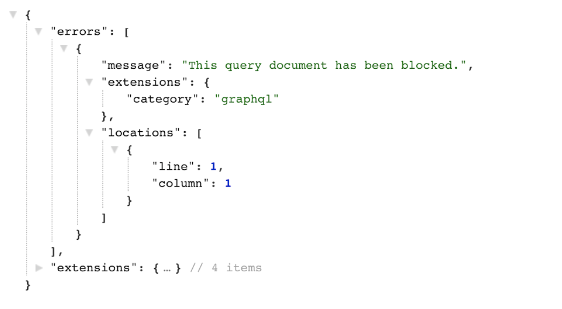 {
"errors": [
{
"message": "This query document has been blocked.",
"extensions": {
"category": "graphql"
},
"locations": [
{
"line": 1,
"column": 1
}
]
}
],
"extensions": { … } // 4 items
}